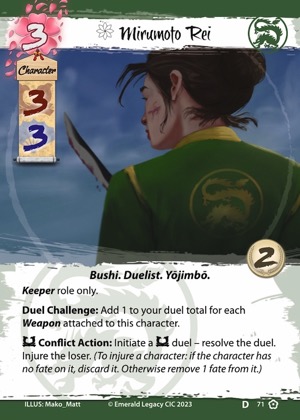 3
Mirumoto Rei
Character
3
3
2
Bushi. Duelist. Yōjimbō.
Keeper role only.
Duel Challenge: Add 1 to your duel total for each
Weapon attached to this character.
Conflict Action: Initiate a duel – resolve the duel.
Injure the loser. (To injure a character: if the character has
no fate on it, discard it. Otherwise remove 1 fate from it.)
ILLUS: Mako_Matt © Emerald Legacy CIC 2023 D 71